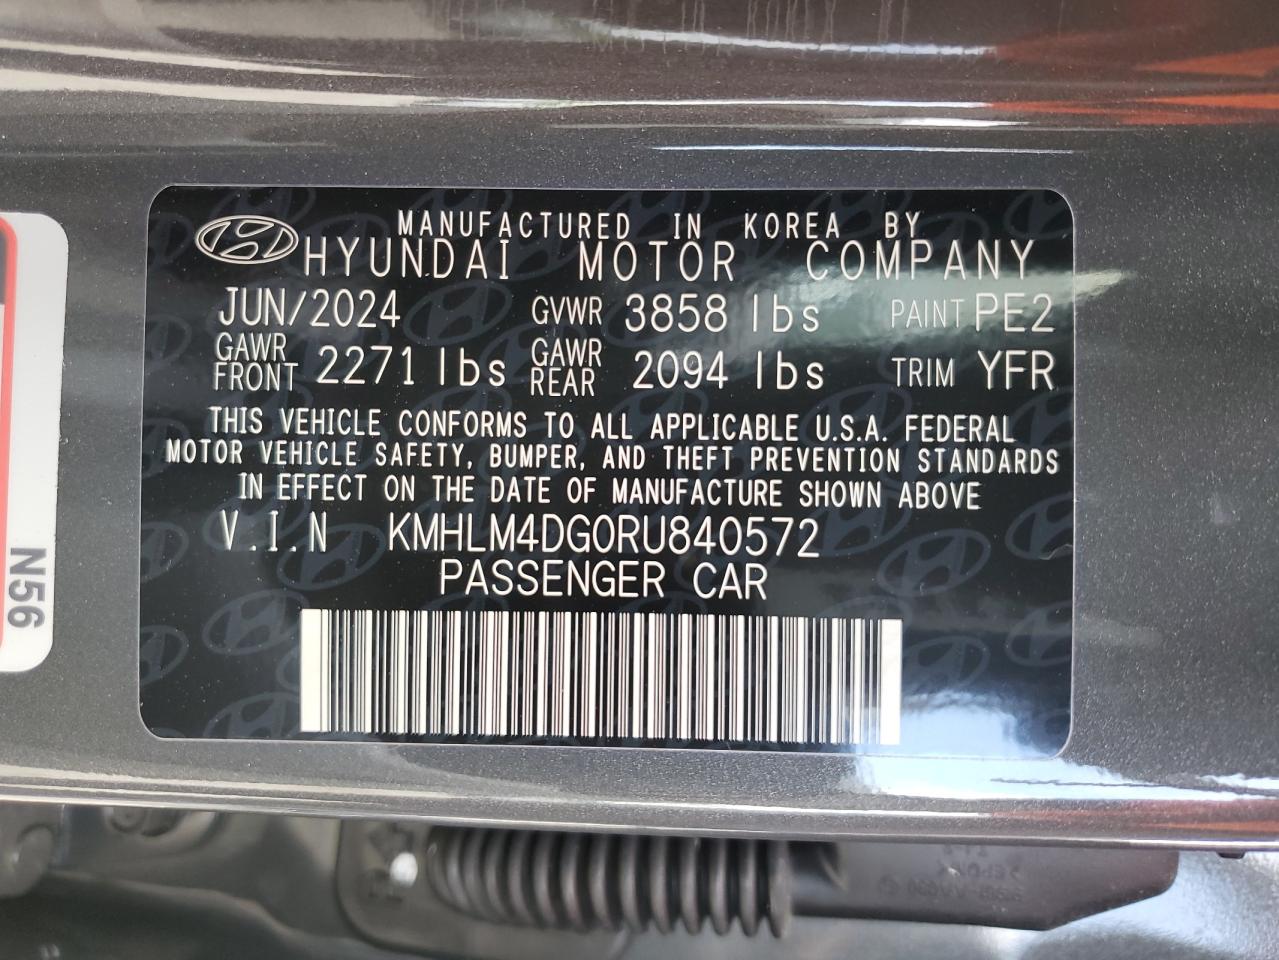 MANUFACTURED IN KOREA BY
HYUNDAI MOTOR COMPANY
JUN/2024 GVWR 3858 lbs PAINT PE2
GAWR FRONT 2271 lbs GAWR REAR 2094 lbs TRIM YFR
THIS VEHICLE CONFORMS TO ALL APPLICABLE U.S.A. FEDERAL
MOTOR VEHICLE SAFETY, BUMPER, AND THEFT PREVENTION STANDARDS
IN EFFECT ON THE DATE OF MANUFACTURE SHOWN ABOVE
V.I.N KMHLM4DG0RU840572
PASSENGER CAR
N56